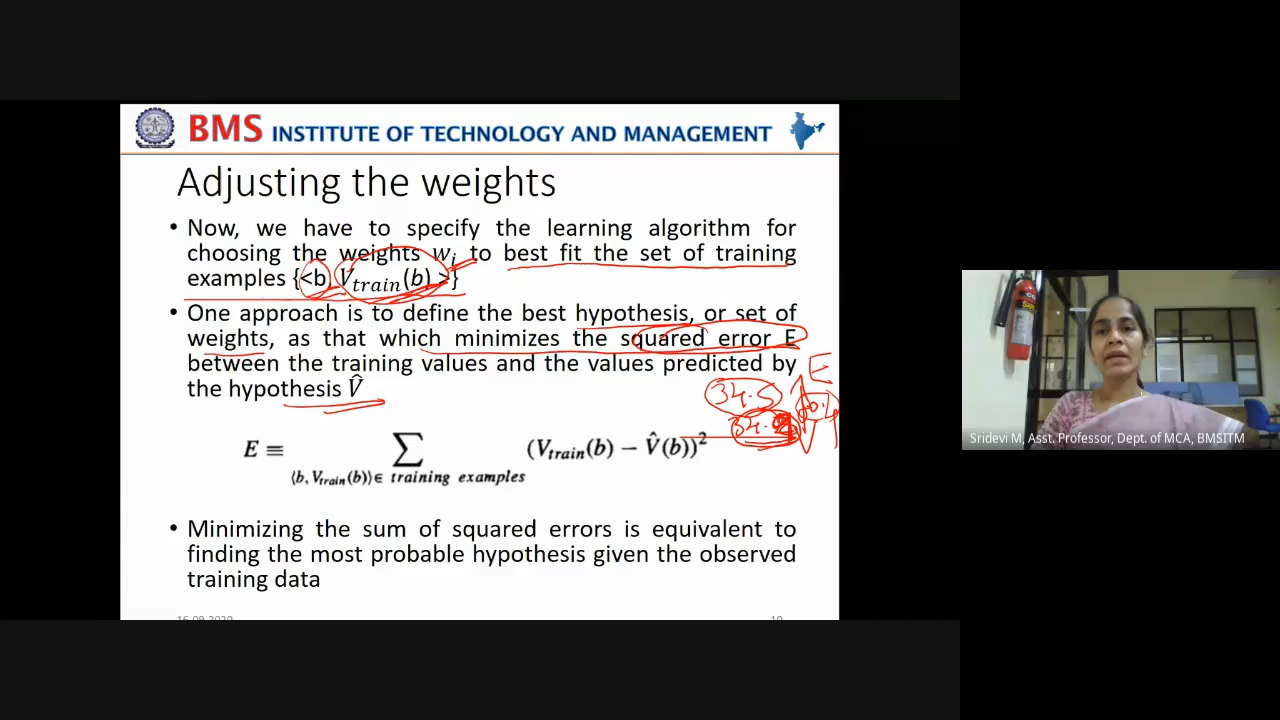 BMS INSTITUTE OF TECHNOLOGY AND MANAGEMENT
Adjusting the weights
• Now, we have to specify the learning algorithm for
choosing the weights wᵢ to best fit the set of training
examples {<b, V_train(b) >}
• One approach is to define the best hypothesis, or set of
weights, as that which minimizes the squared error E
between the training values and the values predicted by
the hypothesis V̂
E
34.5
E ≡ ∑ (V_train(b) − V̂(b))²
⟨b, V_train(b)⟩∈ training examples
• Minimizing the sum of squared errors is equivalent to
finding the most probable hypothesis given the observed
training data
Sridevi M, Asst. Professor, Dept. of MCA, BMSITM